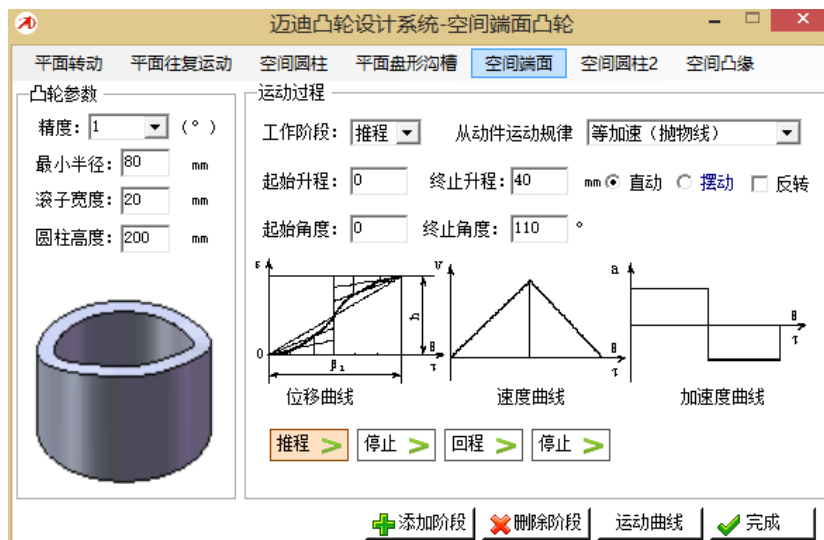 迈迪凸轮设计系统-空间端面凸轮
平面转动 平面往复运动 空间圆柱 平面盘形沟槽 空间端面 空间圆柱2 空间凸缘
凸轮参数
精度: 1 (°)
最小半径: 80 mm
滚子宽度: 20 mm
圆柱高度: 200 mm
运动过程
工作阶段: 推程 从动件运动规律 等加速(抛物线)
起始升程: 0 终止升程: 40 mm 直动 摆动 反转
起始角度: 0 终止角度: 110 °
s h 0 β₁ θ τ
v θ τ
a θ τ
位移曲线 速度曲线 加速度曲线
推程 > 停止 > 回程 > 停止 >
添加阶段 删除阶段 运动曲线 完成